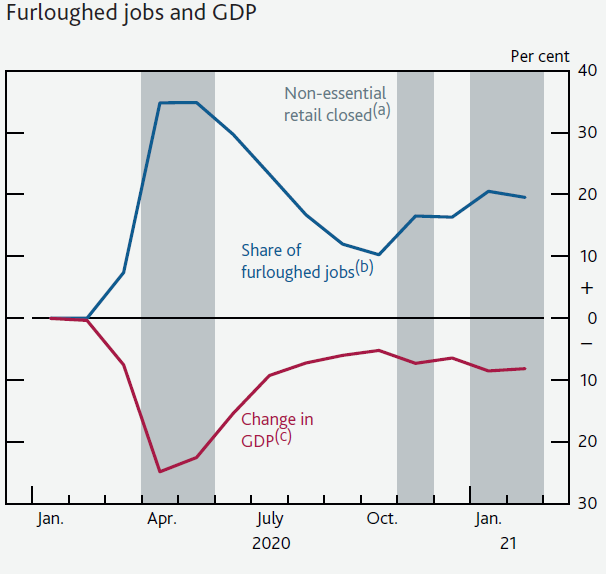 Furloughed jobs and GDP
Per cent
Non-essential
retail closed(a)
Share of
furloughed jobs(b)
Change in
GDP(c)
40
30
20
10
+
0
–
10
20
30
Jan.
Apr.
July
Oct.
Jan.
2020
21